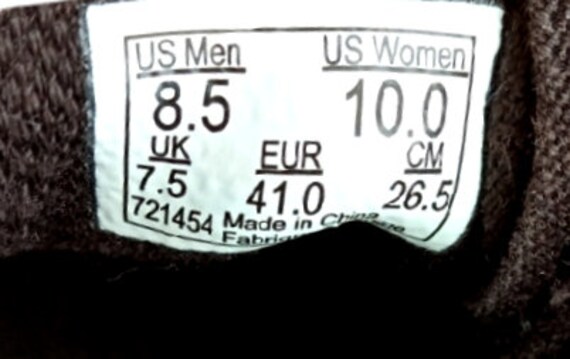 US Men US Women
8.5 10.0
UK EUR CM
7.5 41.0 26.5
721454 Made in China